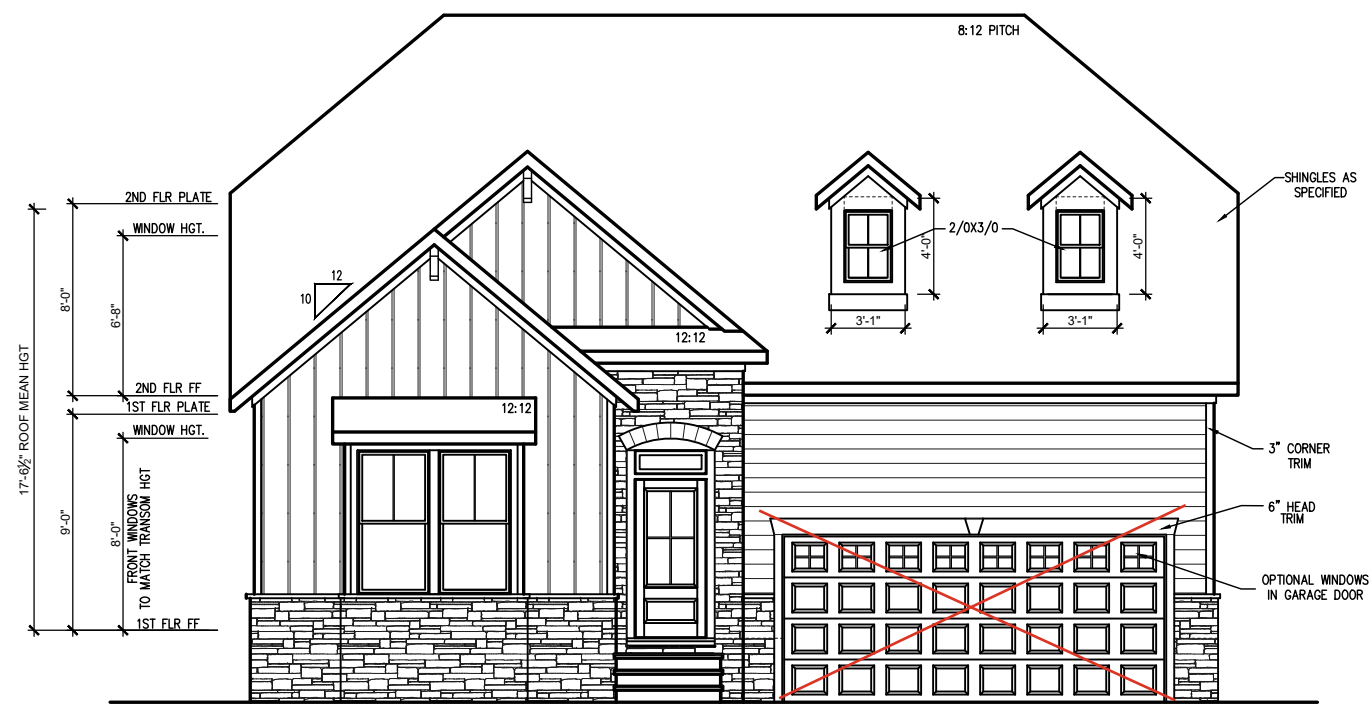 8:12 PITCH
SHINGLES AS
SPECIFIED
2ND FLR PLATE
WINDOW HGT.
2/0X3/0
4'-0"
4'-0"
12
10
8'-0"
6'-8"
3'-1"
3'-1"
12:12
17'-6½" ROOF MEAN HGT
2ND FLR FF
1ST FLR PLATE
12:12
WINDOW HGT.
3" CORNER
TRIM
9'-0"
8'-0"
FRONT WINDOWS
TO MATCH TRANSOM HGT
6" HEAD
TRIM
OPTIONAL WINDOWS
IN GARAGE DOOR
1ST FLR FF